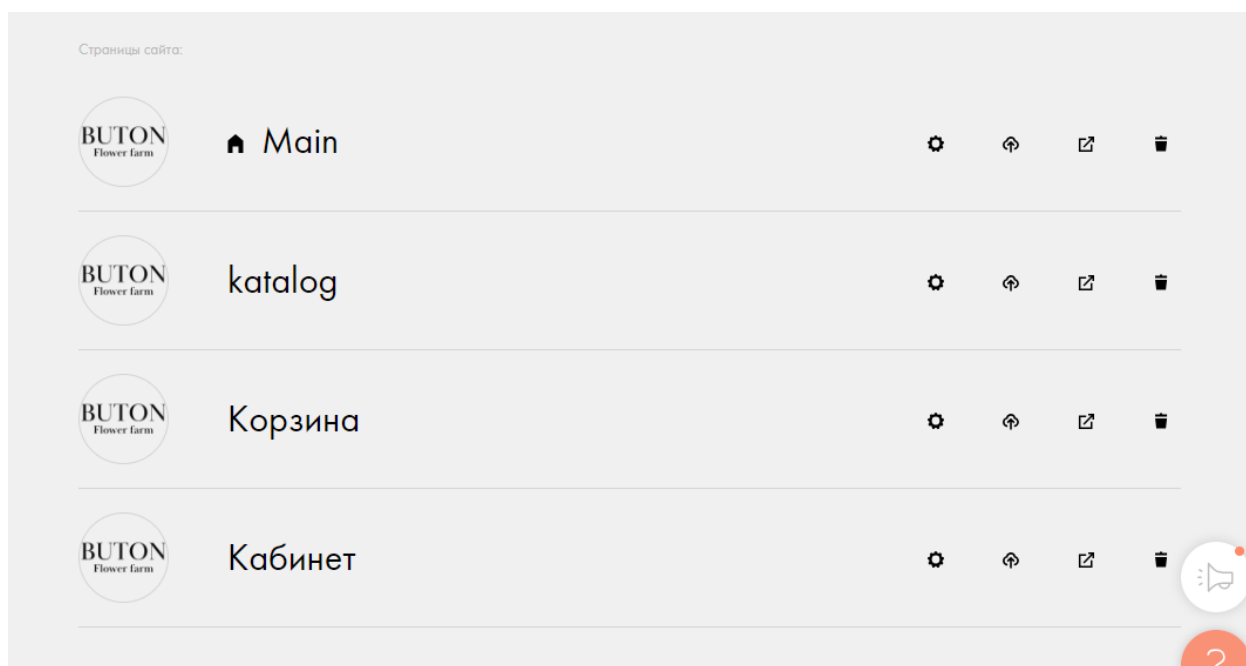 Страницы сайта:
BUTON
Flower farm
Main
BUTON
Flower farm
katalog
BUTON
Flower farm
Корзина
BUTON
Flower farm
Кабинет
?